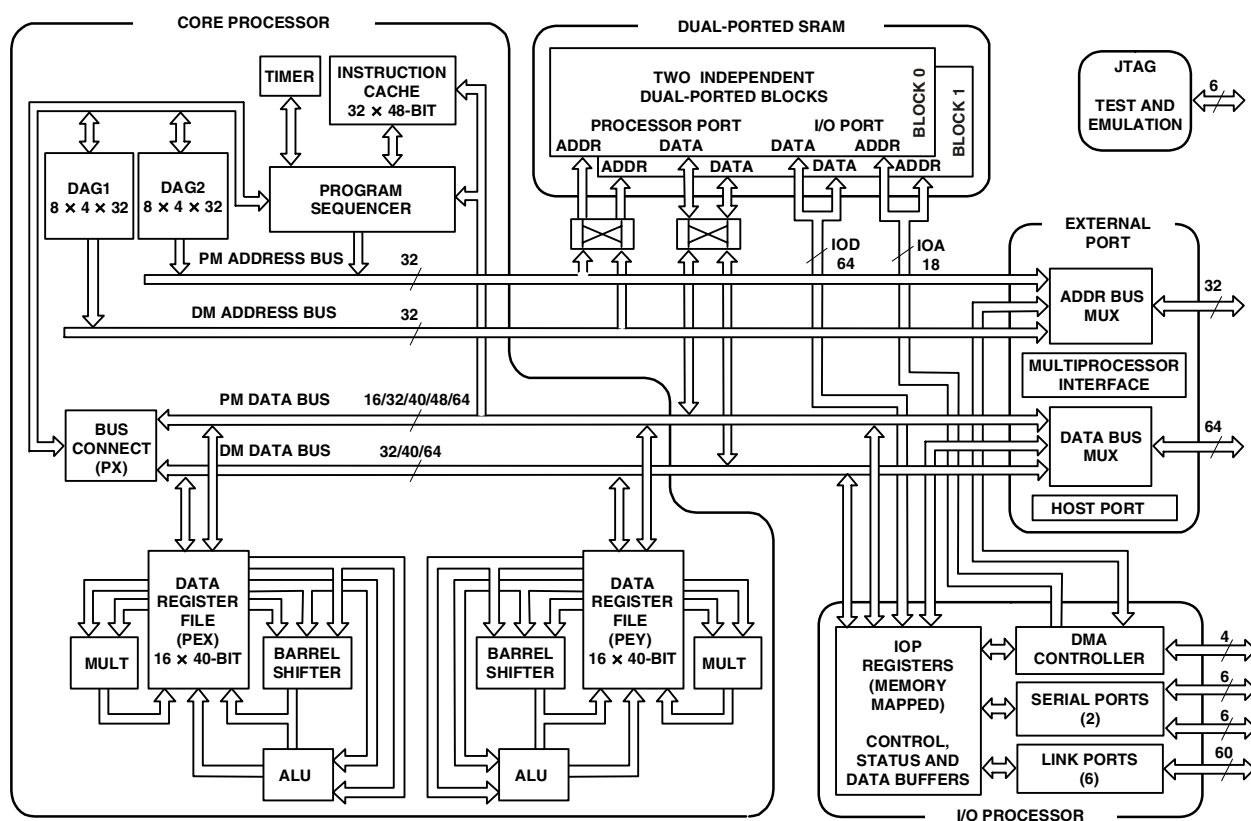 CORE PROCESSOR
TIMER
INSTRUCTION
CACHE
32 × 48-BIT
DAG1
8 × 4 × 32
DAG2
8 × 4 × 32
PROGRAM
SEQUENCER
PM ADDRESS BUS
32
DM ADDRESS BUS
32
PM DATA BUS
16/32/40/48/64
DM DATA BUS
32/40/64
BUS
CONNECT
(PX)
DATA
REGISTER
FILE
(PEX)
16 × 40-BIT
MULT
BARREL
SHIFTER
ALU
DATA
REGISTER
FILE
(PEY)
16 × 40-BIT
BARREL
SHIFTER
MULT
ALU
DUAL-PORTED SRAM
TWO INDEPENDENT
DUAL-PORTED BLOCKS
PROCESSOR PORT
I/O PORT
ADDR
DATA
DATA
ADDR
BLOCK 0
ADDR
DATA
DATA
ADDR
BLOCK 1
IOD
64
IOA
18
JTAG
TEST AND
EMULATION
6
EXTERNAL
PORT
ADDR BUS
MUX
32
MULTIPROCESSOR
INTERFACE
DATA BUS
MUX
64
HOST PORT
IOP
REGISTERS
(MEMORY
MAPPED)
CONTROL,
STATUS AND
DATA BUFFERS
DMA
CONTROLLER
4
SERIAL PORTS
(2)
6
6
LINK PORTS
(6)
60
I/O PROCESSOR